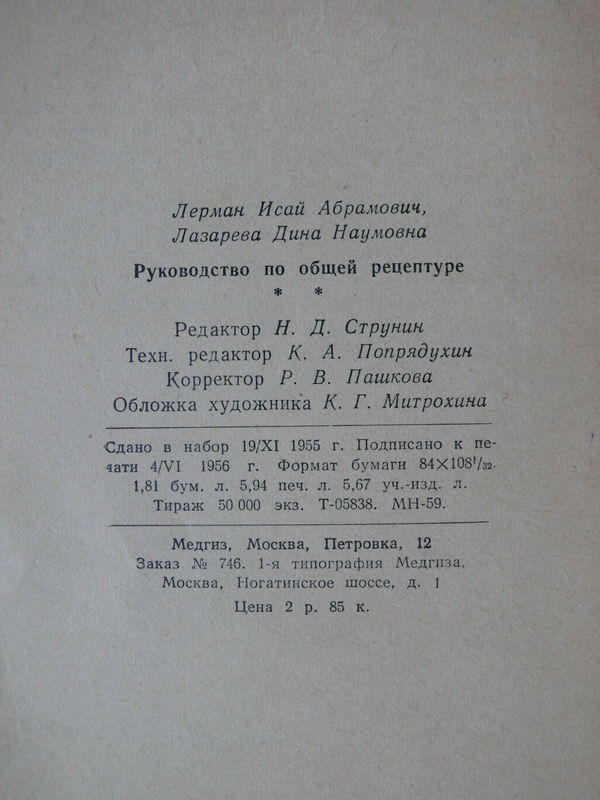 Лерман Исай Абрамович,
Лазарева Дина Наумовна
Руководство по общей рецептуре
* *
Редактор Н. Д. Струнин
Техн. редактор К. А. Попрядухин
Корректор Р. В. Пашкова
Обложка художника К. Г. Митрохина
Сдано в набор 19/XI 1955 г. Подписано к пе-
чати 4/VI 1956 г. Формат бумаги 84×108¹/₃₂.
1,81 бум. л. 5,94 печ. л. 5,67 уч.-изд. л.
Тираж 50 000 экз. Т-05838. МН-59.
Медгиз, Москва, Петровка, 12
Заказ № 746. 1-я типография Медгиза,
Москва, Ногатинское шоссе, д. 1
Цена 2 р. 85 к.